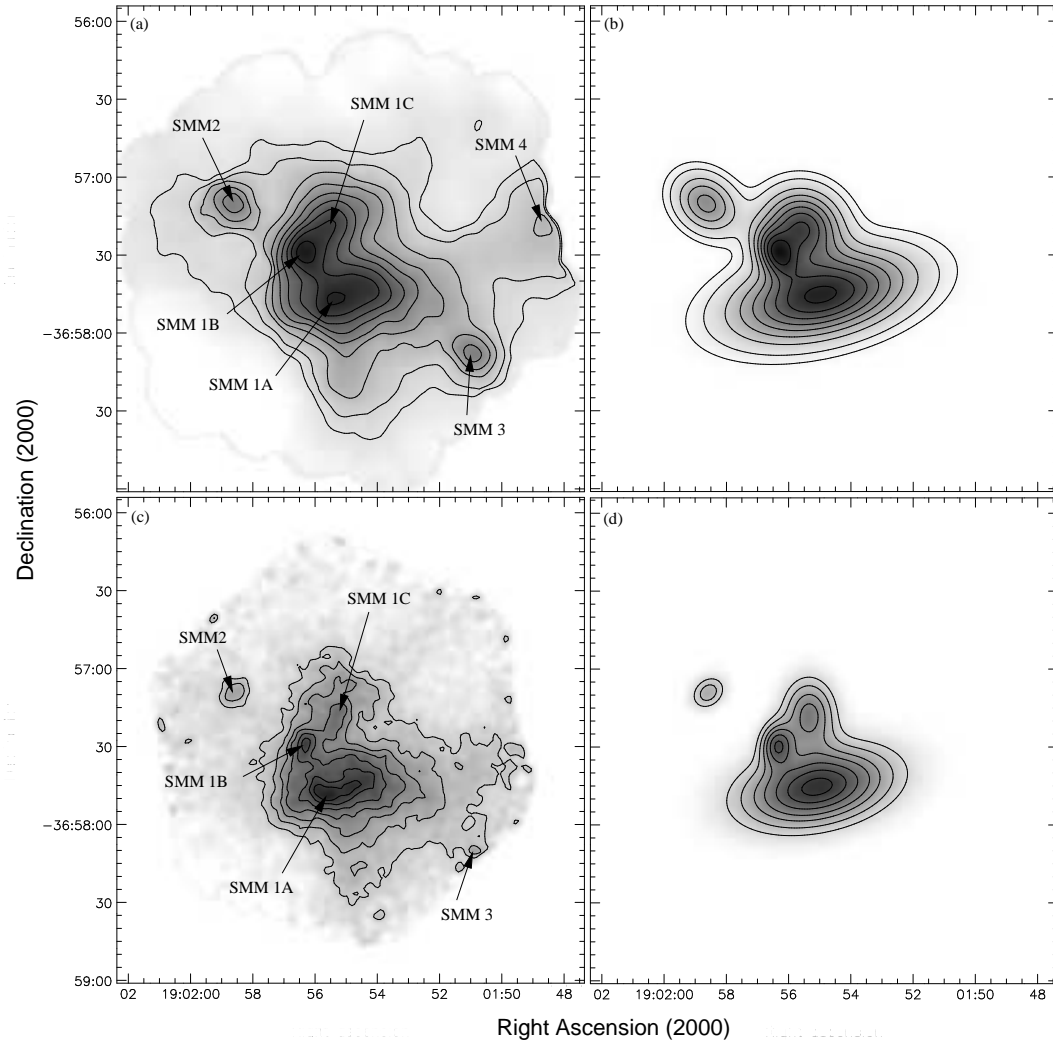 (a)
(b)
56:00
30
57:00
30
−36:58:00
30
SMM 1C
SMM2
SMM 4
SMM 1B
SMM 1A
SMM 3
Declination (2000)
(c)
(d)
56:00
30
57:00
30
−36:58:00
30
59:00
SMM 1C
SMM2
SMM 1B
SMM 1A
SMM 3
02 19:02:00 58 56 54 52 01:50 48
02 19:02:00 58 56 54 52 01:50 48
Right Ascension (2000)